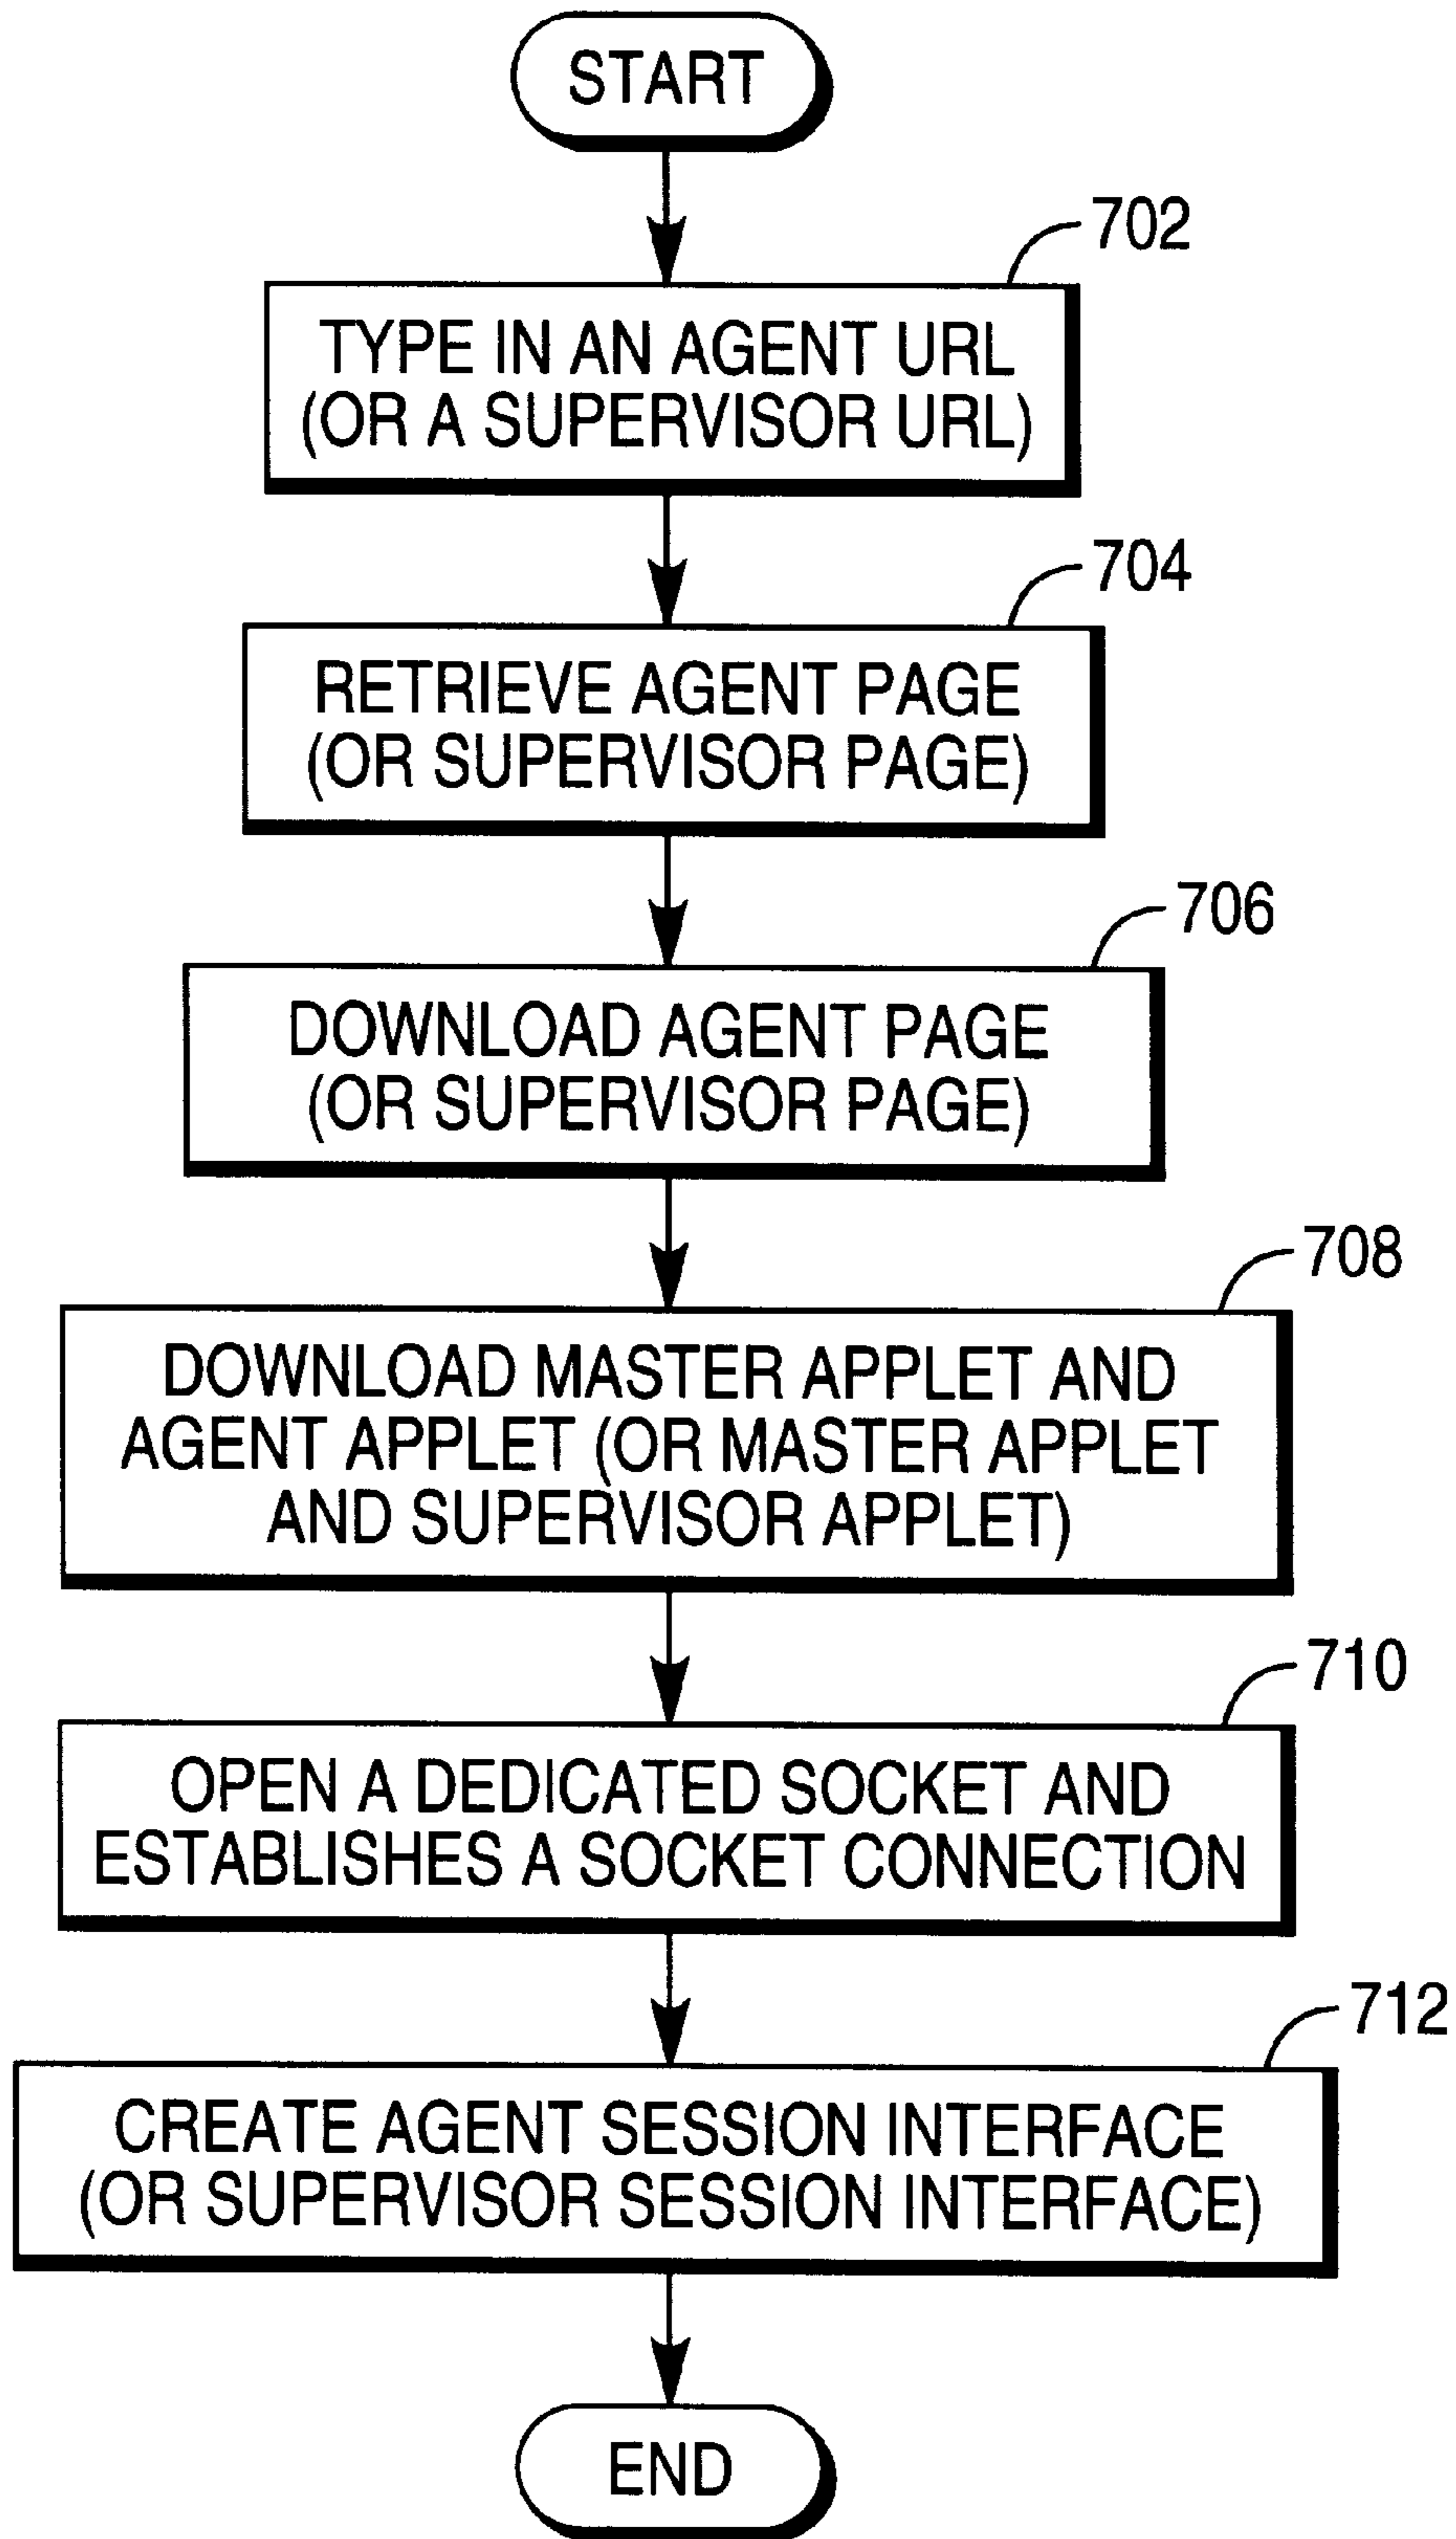 START
702
TYPE IN AN AGENT URL
(OR A SUPERVISOR URL)
704
RETRIEVE AGENT PAGE
(OR SUPERVISOR PAGE)
706
DOWNLOAD AGENT PAGE
(OR SUPERVISOR PAGE)
708
DOWNLOAD MASTER APPLET AND
AGENT APPLET (OR MASTER APPLET
AND SUPERVISOR APPLET)
710
OPEN A DEDICATED SOCKET AND
ESTABLISHES A SOCKET CONNECTION
712
CREATE AGENT SESSION INTERFACE
(OR SUPERVISOR SESSION INTERFACE)
END